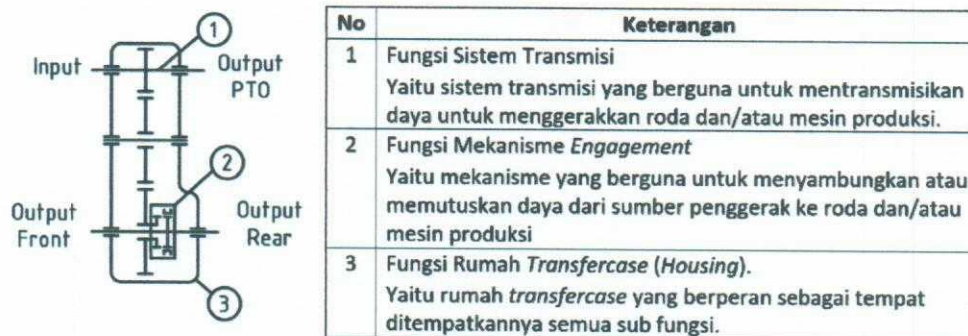 1
Input
Output
PTO
2
Output
Front
Output
Rear
3
No Keterangan
1 Fungsi Sistem Transmisi
Yaitu sistem transmisi yang berguna untuk mentransmisikan
daya untuk menggerakkan roda dan/atau mesin produksi.
2 Fungsi Mekanisme Engagement
Yaitu mekanisme yang berguna untuk menyambungkan atau
memutuskan daya dari sumber penggerak ke roda dan/atau
mesin produksi
3 Fungsi Rumah Transfercase (Housing).
Yaitu rumah transfercase yang berperan sebagai tempat
ditempatkannya semua sub fungsi.